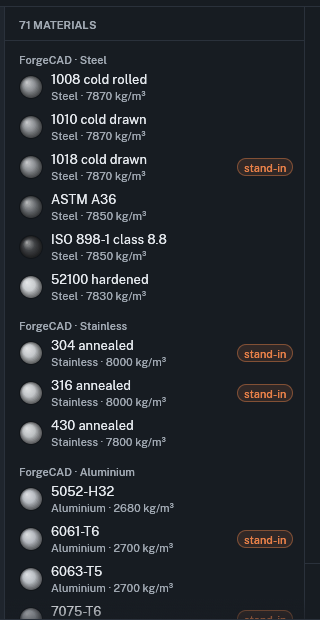 71 MATERIALS
ForgeCAD · Steel
1008 cold rolled
Steel · 7870 kg/m³
1010 cold drawn
Steel · 7870 kg/m³
1018 cold drawn
Steel · 7870 kg/m³
stand-in
ASTM A36
Steel · 7850 kg/m³
ISO 898-1 class 8.8
Steel · 7850 kg/m³
52100 hardened
Steel · 7830 kg/m³
ForgeCAD · Stainless
304 annealed
Stainless · 8000 kg/m³
stand-in
316 annealed
Stainless · 8000 kg/m³
stand-in
430 annealed
Stainless · 7800 kg/m³
ForgeCAD · Aluminium
5052-H32
Aluminium · 2680 kg/m³
6061-T6
Aluminium · 2700 kg/m³
stand-in
6063-T5
Aluminium · 2700 kg/m³
7075-T6
stand-in